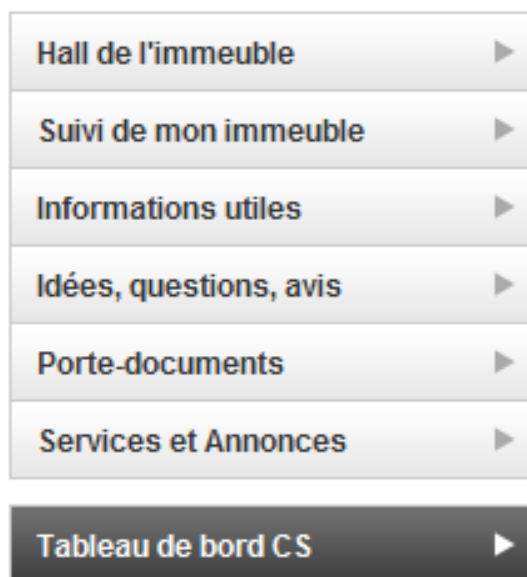 Hall de l'immeuble
Suivi de mon immeuble
Informations utiles
Idées, questions, avis
Porte-documents
Services et Annonces
Tableau de bord CS